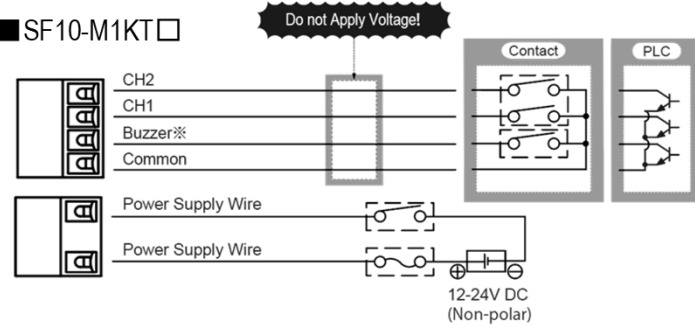 Do not Apply Voltage!
■SF10-M1KT□
Contact
PLC
CH2
CH1
Buzzer※
Common
Power Supply Wire
Power Supply Wire
12-24V DC
(Non-polar)